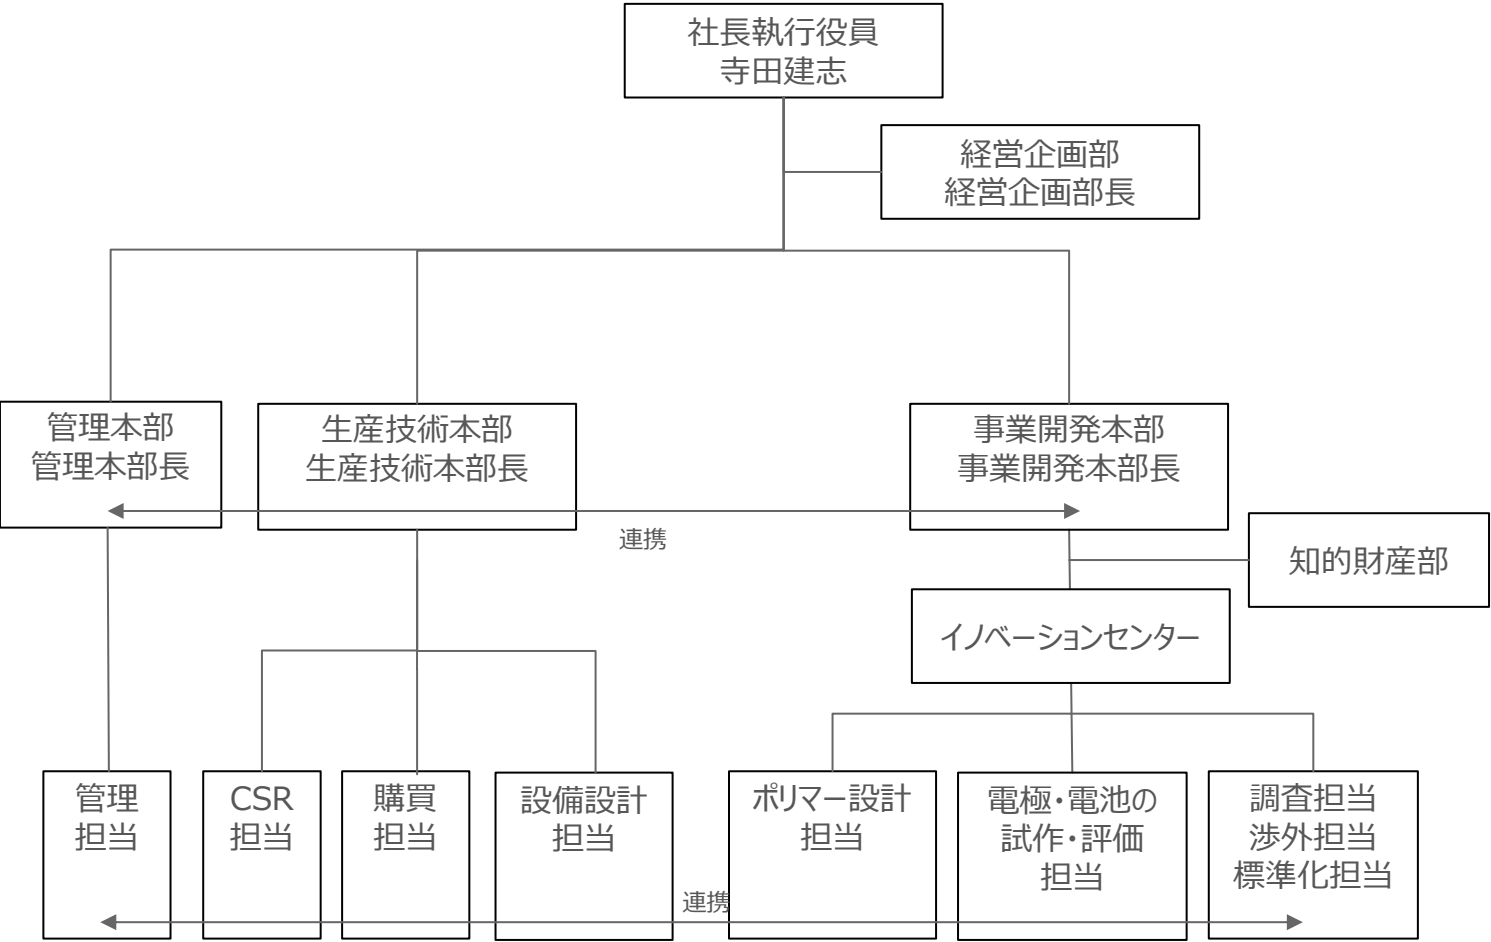 社長執行役員
寺田建志
経営企画部
経営企画部長
管理本部
管理本部長
生産技術本部
生産技術本部長
事業開発本部
事業開発本部長
連携
知的財産部
イノベーションセンター
管理
担当
CSR
担当
購買
担当
設備設計
担当
ポリマー設計
担当
電極・電池の
試作・評価
担当
調査担当
渉外担当
標準化担当
連携